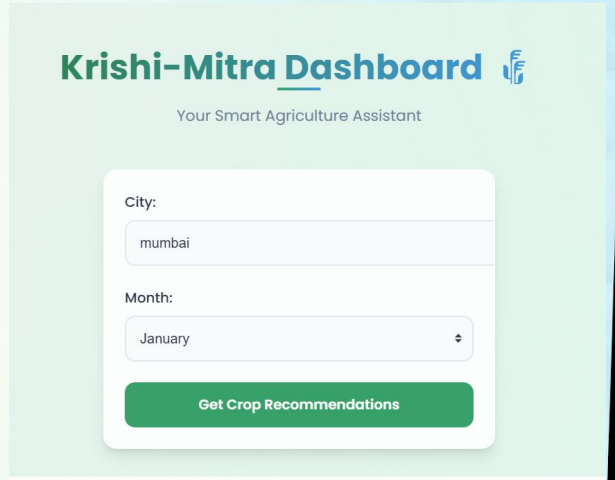 Krishi-Mitra Dashboard
Your Smart Agriculture Assistant
City:
mumbai
Month:
January
Get Crop Recommendations